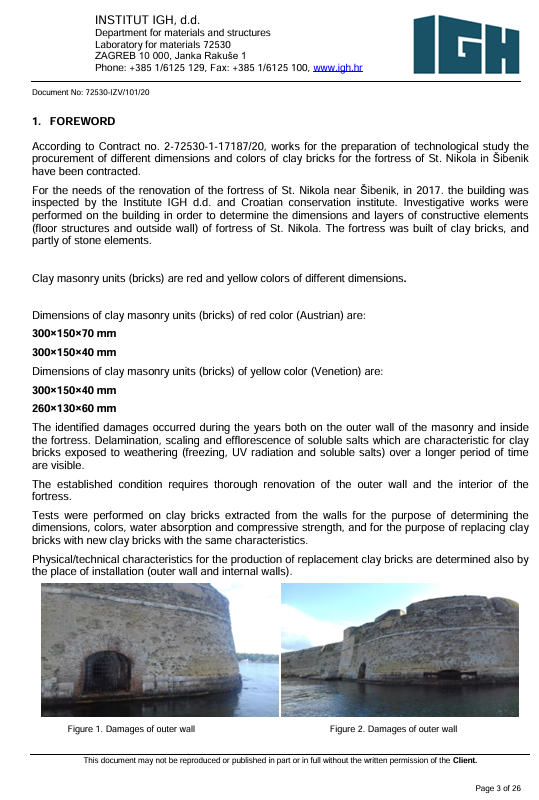 INSTITUT IGH, d.d.
Department for materials and structures
Laboratory for materials 72530
ZAGREB 10 000, Janka Rakuše 1
Phone: +385 1/6125 129, Fax: +385 1/6125 100, www.igh.hr
IGH
Document No: 72530-IZV/101/20
1. FOREWORD
According to Contract no. 2-72530-1-17187/20, works for the preparation of technological study the
procurement of different dimensions and colors of clay bricks for the fortress of St. Nikola in Šibenik
have been contracted.
For the needs of the renovation of the fortress of St. Nikola near Šibenik, in 2017. the building was
inspected by the Institute IGH d.d. and Croatian conservation institute. Investigative works were
performed on the building in order to determine the dimensions and layers of constructive elements
(floor structures and outside wall) of fortress of St. Nikola. The fortress was built of clay bricks, and
partly of stone elements.
Clay masonry units (bricks) are red and yellow colors of different dimensions.
Dimensions of clay masonry units (bricks) of red color (Austrian) are:
300×150×70 mm
300×150×40 mm
Dimensions of clay masonry units (bricks) of yellow color (Venetion) are:
300×150×40 mm
260×130×60 mm
The identified damages occurred during the years both on the outer wall of the masonry and inside
the fortress. Delamination, scaling and efflorescence of soluble salts which are characteristic for clay
bricks exposed to weathering (freezing, UV radiation and soluble salts) over a longer period of time
are visible.
The established condition requires thorough renovation of the outer wall and the interior of the
fortress.
Tests were performed on clay bricks extracted from the walls for the purpose of determining the
dimensions, colors, water absorption and compressive strength, and for the purpose of replacing clay
bricks with new clay bricks with the same characteristics.
Physical/technical characteristics for the production of replacement clay bricks are determined also by
the place of installation (outer wall and internal walls).
Figure 1. Damages of outer wall
Figure 2. Damages of outer wall
This document may not be reproduced or published in part or in full without the written permission of the Client.
Page 3 of 26